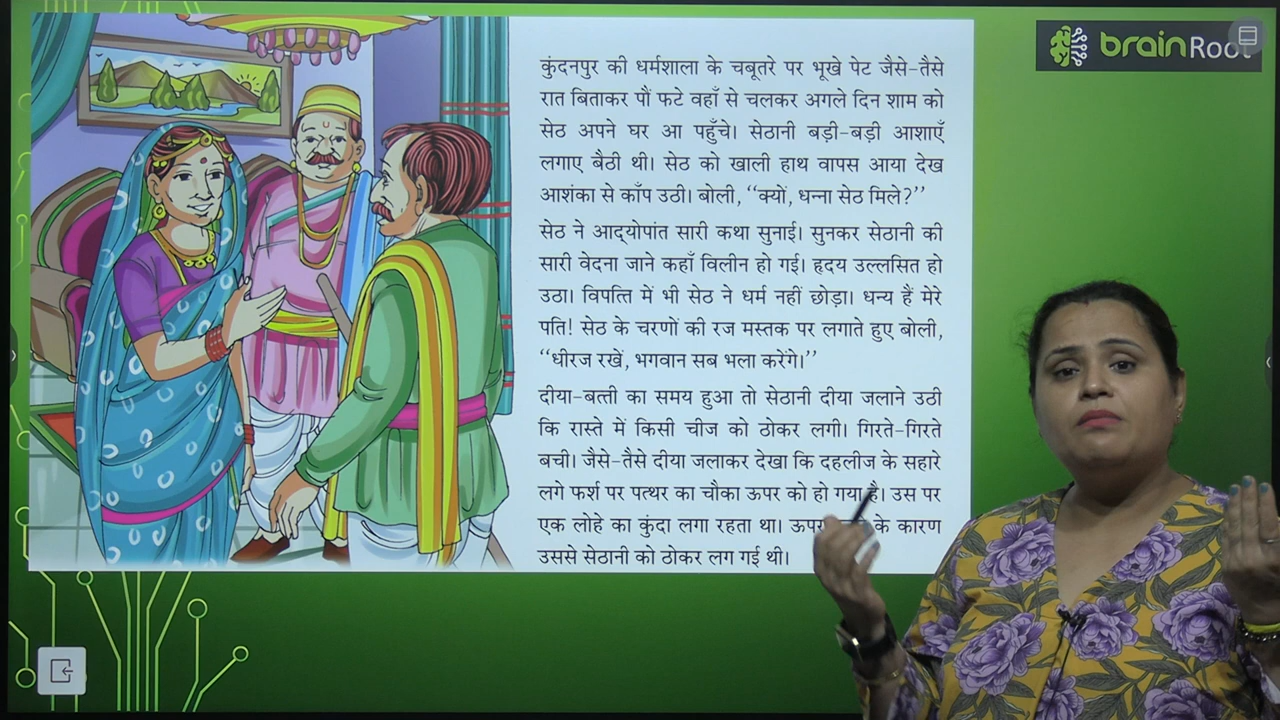 कुंदनपुर की धर्मशाला के चबूतरे पर भूखे पेट जैसे-तैसे
रात बिताकर पौ फटे वहाँ से चलकर अगले दिन शाम को
सेठ अपने घर आ पहुँचे। सेठानी बड़ी-बड़ी आशाएँ
लगाए बैठी थी। सेठ को खाली हाथ वापस आया देख
आशंका से काँप उठी। बोली, ‘‘क्यों, धन्ना सेठ मिले?’’
सेठ ने आद्‌योपांत सारी कथा सुनाई। सुनकर सेठानी की
सारी वेदना जाने कहाँ विलीन हो गई। हृदय उल्लसित हो
उठा। विपत्ति में भी सेठ ने धर्म नहीं छोड़ा। धन्य हैं मेरे
पति! सेठ के चरणों की रज मस्तक पर लगाते हुए बोली,
‘‘धीरज रखें, भगवान सब भला करेंगे।’’
दीया-बत्ती का समय हुआ तो सेठानी दीया जलाने उठी
कि रास्ते में किसी चीज को ठोकर लगी। गिरते-गिरते
बची। जैसे-तैसे दीया जलाकर देखा कि दहलीज के सहारे
लगे फर्श पर पत्थर का चौका ऊपर को हो गया है। उस पर
एक लोहे का कुंदा लगा रहता था। ऊपर के कारण
उससे सेठानी को ठोकर लग गई थी।
brainRoot